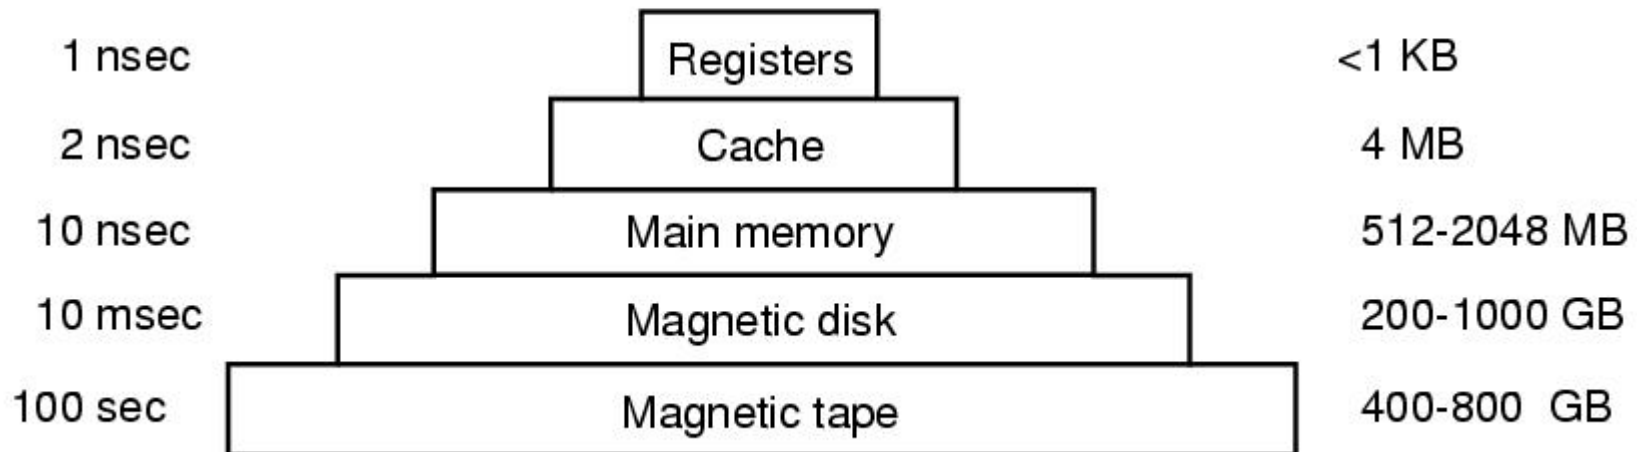 1 nsec Registers <1 KB
2 nsec Cache 4 MB
10 nsec Main memory 512-2048 MB
10 msec Magnetic disk 200-1000 GB
100 sec Magnetic tape 400-800 GB